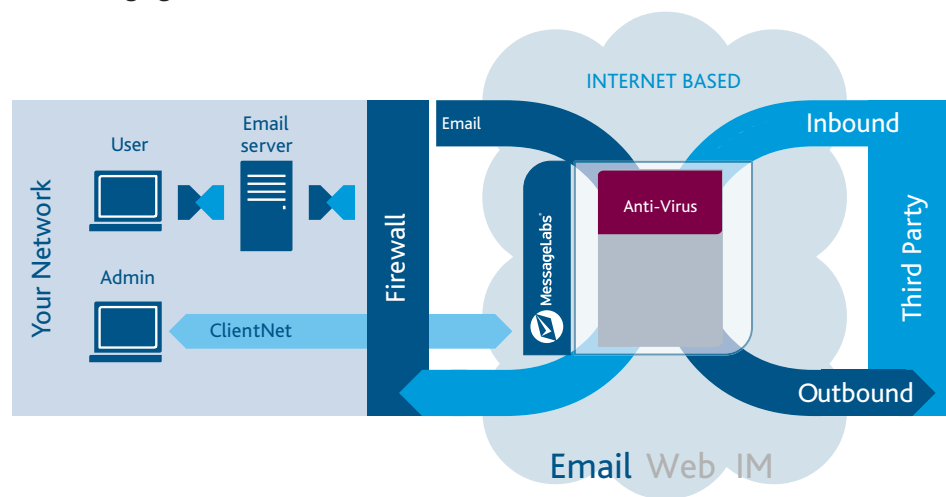 INTERNET BASED
Your Network
User
Email
server
Admin
ClientNet
Firewall
Email
MessageLabs
Anti-Virus
Inbound
Third Party
Outbound
Email Web IM